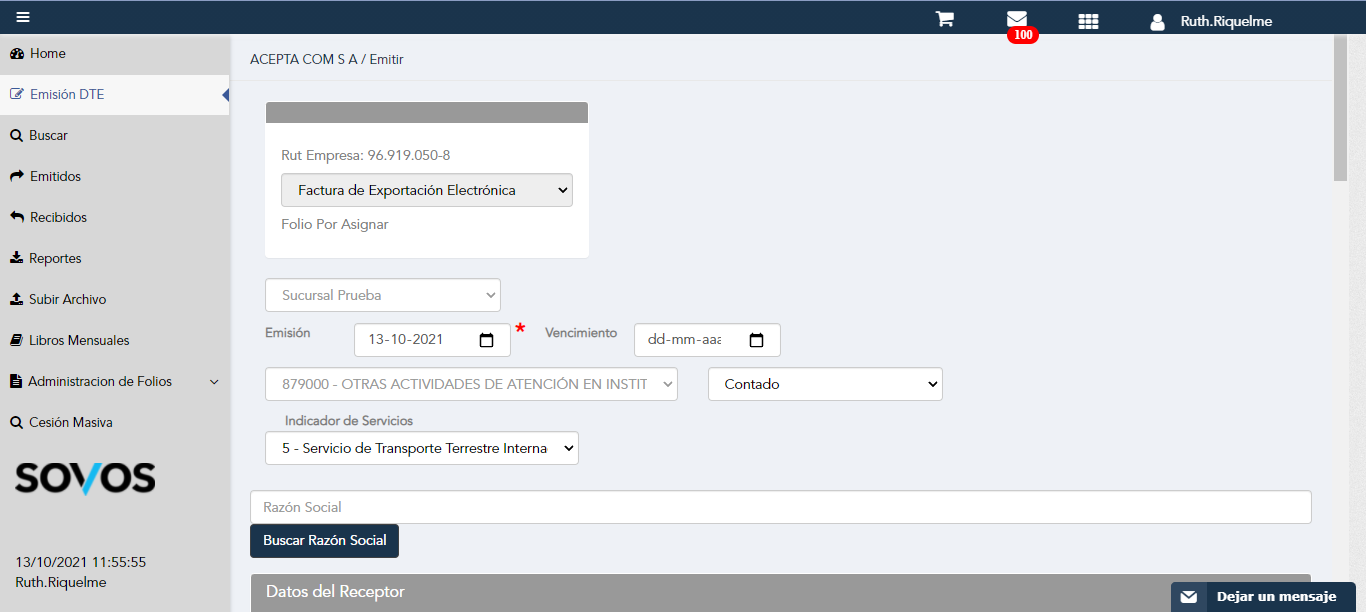 100
Ruth.Riquelme
Home
Emisión DTE
Buscar
Emitidos
Recibidos
Reportes
Subir Archivo
Libros Mensuales
Administracion de Folios
Cesión Masiva
SOVOS
13/10/2021 11:55:55
Ruth.Riquelme
ACEPTA COM S A / Emitir
Rut Empresa: 96.919.050-8
Factura de Exportación Electrónica
Folio Por Asignar
Sucursal Prueba
Emisión 13-10-2021 * Vencimiento dd-mm-aaa
879000 - OTRAS ACTIVIDADES DE ATENCIÓN EN INSTIT Contado
Indicador de Servicios
5 - Servicio de Transporte Terrestre Interna
Razón Social
Buscar Razón Social
Datos del Receptor
Dejar un mensaje